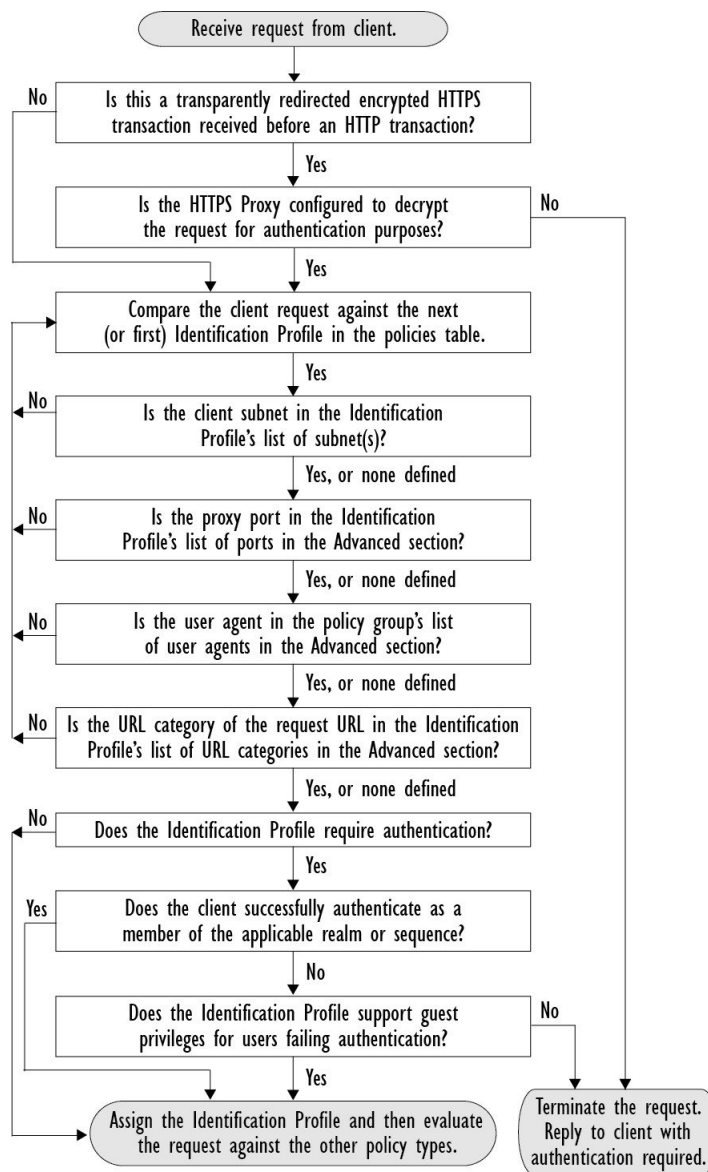 Receive request from client.
No
Is this a transparently redirected encrypted HTTPS
transaction received before an HTTP transaction?
Yes
Is the HTTPS Proxy configured to decrypt
the request for authentication purposes?
No
Yes
Compare the client request against the next
(or first) Identification Profile in the policies table.
Yes
No
Is the client subnet in the Identification
Profile's list of subnet(s)?
Yes, or none defined
No
Is the proxy port in the Identification
Profile's list of ports in the Advanced section?
Yes, or none defined
No
Is the user agent in the policy group's list
of user agents in the Advanced section?
Yes, or none defined
No
Is the URL category of the request URL in the Identification
Profile's list of URL categories in the Advanced section?
Yes, or none defined
No
Does the Identification Profile require authentication?
Yes
Yes
Does the client successfully authenticate as a
member of the applicable realm or sequence?
No
Does the Identification Profile support guest
privileges for users failing authentication?
No
Yes
Assign the Identification Profile and then evaluate
the request against the other policy types.
Terminate the request.
Reply to client with
authentication required.